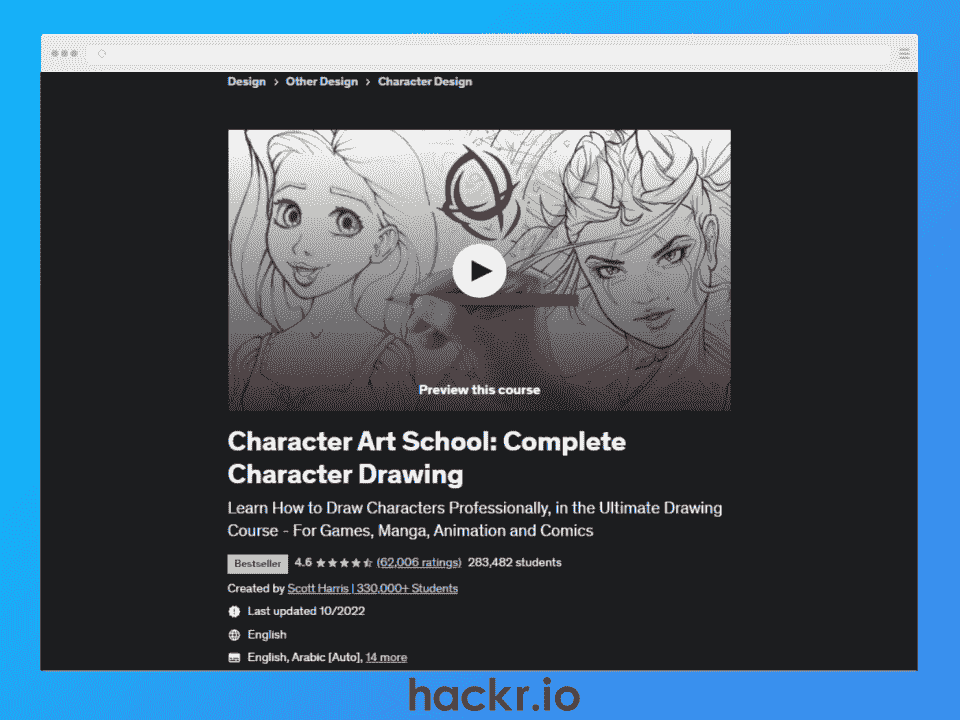 Design > Other Design > Character Design
Preview this course
Character Art School: Complete
Character Drawing
Learn How to Draw Characters Professionally, in the Ultimate Drawing
Course - For Games, Manga, Animation and Comics
Bestseller 4.6 (62,006 ratings) 283,482 students
Created by Scott Harris | 330,000+ Students
Last updated 10/2022
English
English, Arabic [Auto], 14 more
hackr.io